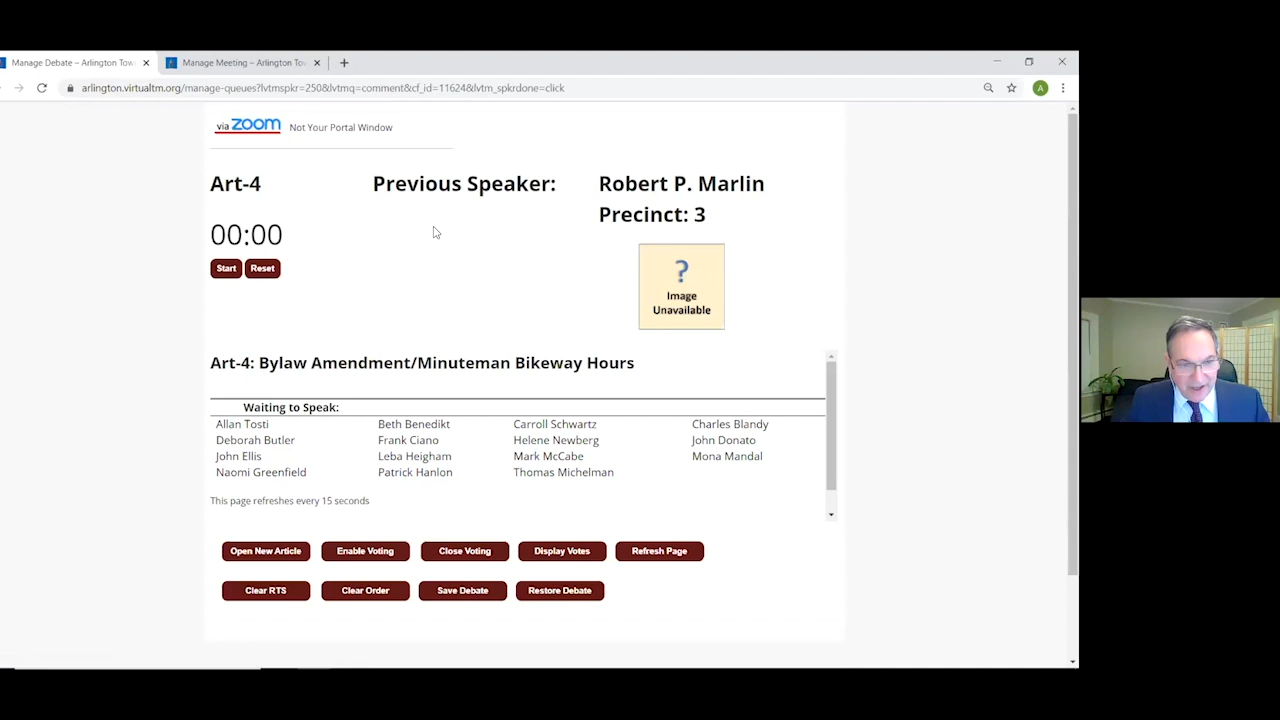 Manage Debate – Arlington Tow
Manage Meeting – Arlington Tow
arlington.virtualtm.org/manage-queues?lvtmspkr=250&lvtmq=comment&cf_id=11624&lvtm_spkrdone=click
A
via zoom Not Your Portal Window
Art-4
Previous Speaker:
Robert P. Marlin
Precinct: 3
00:00
Start Reset
?
Image
Unavailable
Art-4: Bylaw Amendment/Minuteman Bikeway Hours
Waiting to Speak:
Allan Tosti Beth Benedikt Carroll Schwartz Charles Blandy
Deborah Butler Frank Ciano Helene Newberg John Donato
John Ellis Leba Heigham Mark McCabe Mona Mandal
Naomi Greenfield Patrick Hanlon Thomas Michelman
This page refreshes every 15 seconds
Open New Article Enable Voting Close Voting Display Votes Refresh Page
Clear RTS Clear Order Save Debate Restore Debate